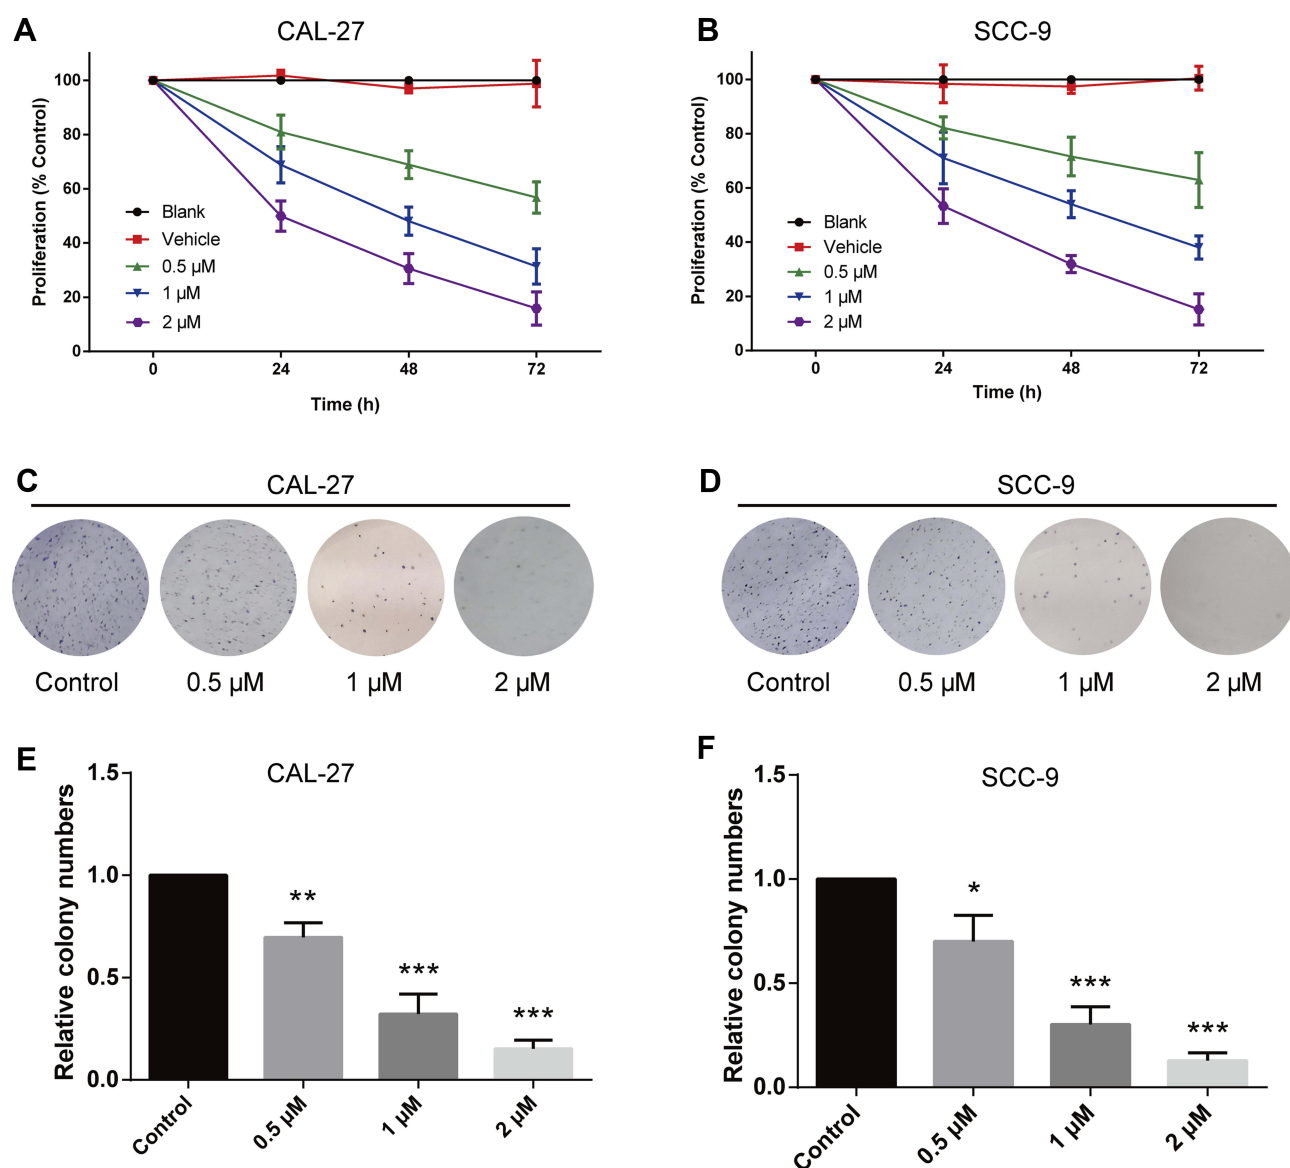 A
CAL-27
Proliferation (% Control)
100
80
60
40
20
0
Blank
Vehicle
0.5 µM
1 µM
2 µM
0 24 48 72
Time (h)
B
SCC-9
Proliferation (% Control)
100
80
60
40
20
0
Blank
Vehicle
0.5 µM
1 µM
2 µM
0 24 48 72
Time (h)
C
CAL-27
Control 0.5 µM 1 µM 2 µM
D
SCC-9
Control 0.5 µM 1 µM 2 µM
E
CAL-27
Relative colony numbers
1.5
1.0
0.5
0.0
**
***
***
Control 0.5 µM 1 µM 2 µM
F
SCC-9
Relative colony numbers
1.5
1.0
0.5
0.0
*
***
***
Control 0.5 µM 1 µM 2 µM